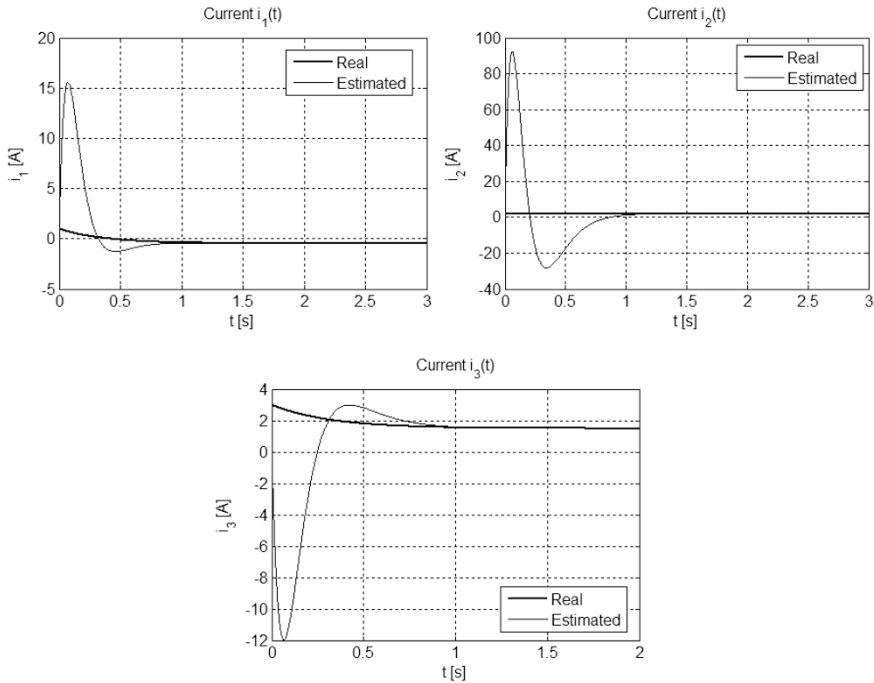 Current i₁(t)
20
15
10
5
0
-5
i₁ [A]
Real
Estimated
0 0.5 1 1.5 2 2.5 3
t [s]
Current i₂(t)
100
80
60
40
20
0
-20
-40
i₂ [A]
Real
Estimated
0 0.5 1 1.5 2 2.5 3
t [s]
Current i₃(t)
4
2
0
-2
-4
-6
-8
-10
-12
i₃ [A]
Real
Estimated
0 0.5 1 1.5 2
t [s]